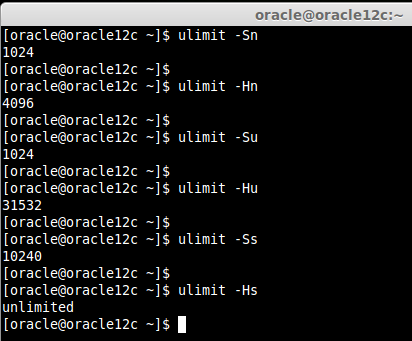 oracle@oracle12c:~
[oracle@oracle12c ~]$ ulimit -Sn
1024
[oracle@oracle12c ~]$
[oracle@oracle12c ~]$ ulimit -Hn
4096
[oracle@oracle12c ~]$
[oracle@oracle12c ~]$ ulimit -Su
1024
[oracle@oracle12c ~]$
[oracle@oracle12c ~]$ ulimit -Hu
31532
[oracle@oracle12c ~]$
[oracle@oracle12c ~]$ ulimit -Ss
10240
[oracle@oracle12c ~]$
[oracle@oracle12c ~]$ ulimit -Hs
unlimited
[oracle@oracle12c ~]$